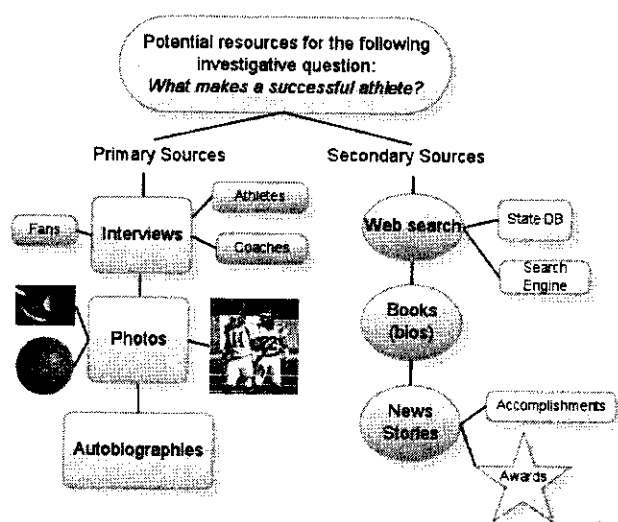 Potential resources for the following
investigative question:
What makes a successful athlete?
Primary Sources
Secondary Sources
Fans
Interviews
Athletes
Coaches
Photos
Autobiographies
Web search
State DB
Search
Engine
Books
(bios)
News
Stories
Accomplishments
Awards